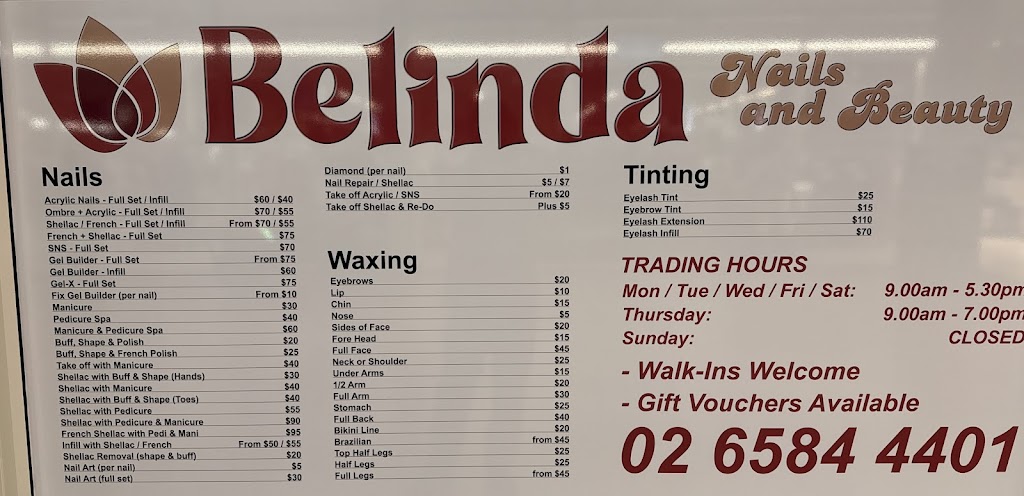 Belinda
Nails
and Beauty
Nails
Acrylic Nails - Full Set / Infill $60 / $40
Ombre + Acrylic - Full Set / Infill $70 / $55
Shellac / French - Full Set / Infill From $70 / $55
French + Shellac - Full Set $75
SNS - Full Set $70
Gel Builder - Full Set From $75
Gel Builder - Infill $60
Gel-X - Full Set $75
Fix Gel Builder (per nail) From $10
Manicure $30
Pedicure Spa $40
Manicure & Pedicure Spa $60
Buff, Shape & Polish $20
Buff, Shape & French Polish $25
Take off with Manicure $40
Shellac with Buff & Shape (Hands) $30
Shellac with Manicure $40
Shellac with Buff & Shape (Toes) $40
Shellac with Pedicure $55
Shellac with Pedicure & Manicure $90
French Shellac with Pedi & Mani $95
Infill with Shellac / French From $50 / $55
Shellac Removal (shape & buff) $20
Nail Art (per nail) $5
Nail Art (full set) $30
Diamond (per nail) $1
Nail Repair / Shellac $5 / $7
Take off Acrylic / SNS From $20
Take off Shellac & Re-Do Plus $5
Waxing
Eyebrows $20
Lip $10
Chin $15
Nose $5
Sides of Face $20
Fore Head $15
Full Face $45
Neck or Shoulder $25
Under Arms $15
1/2 Arm $20
Full Arm $30
Stomach $25
Full Back $40
Bikini Line $20
Brazilian from $45
Top Half Legs $25
Half Legs $25
Full Legs from $45
Tinting
Eyelash Tint $25
Eyebrow Tint $15
Eyelash Extension $110
Eyelash Infill $70
TRADING HOURS
Mon / Tue / Wed / Fri / Sat: 9.00am - 5.30pm
Thursday: 9.00am - 7.00pm
Sunday: CLOSED
- Walk-Ins Welcome
- Gift Vouchers Available
02 6584 4401